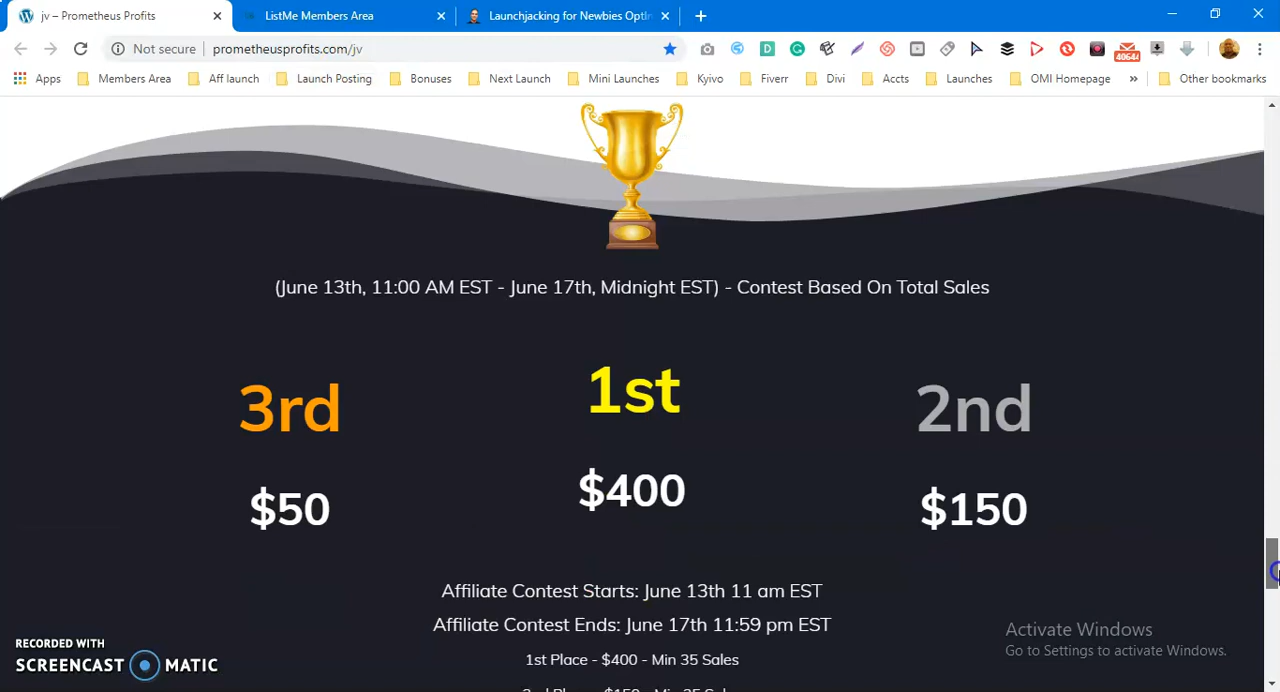 jv – Prometheus Profits
ListMe Members Area
Launchjacking for Newbies OptIn
Not secure
prometheusprofits.com/jv
Apps
Members Area
Aff launch
Launch Posting
Bonuses
Next Launch
Mini Launches
Kyivo
Fiverr
Divi
Accts
Launches
OMI Homepage
»
Other bookmarks
(June 13th, 11:00 AM EST - June 17th, Midnight EST) - Contest Based On Total Sales
3rd
1st
2nd
$50
$400
$150
Affiliate Contest Starts: June 13th 11 am EST
Affiliate Contest Ends: June 17th 11:59 pm EST
1st Place - $400 - Min 35 Sales
Activate Windows
Go to Settings to activate Windows.
RECORDED WITH
SCREENCAST MATIC